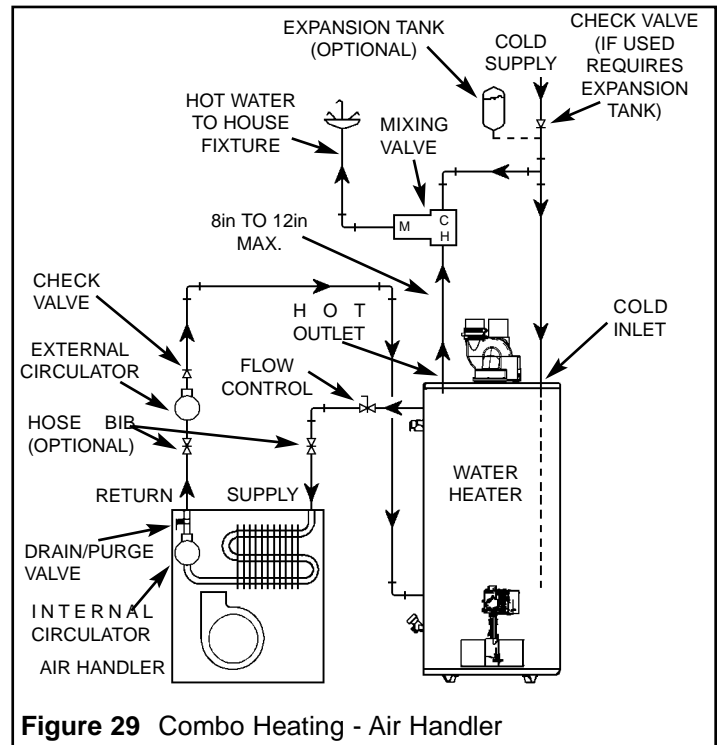 EXPANSION TANK
(OPTIONAL)
COLD
SUPPLY
CHECK VALVE
(IF USED
REQUIRES
EXPANSION
TANK)
HOT WATER
TO HOUSE
FIXTURE
MIXING
VALVE
M
C
H
8in TO 12in
MAX.
CHECK
VALVE
H O T
OUTLET
COLD
INLET
EXTERNAL
CIRCULATOR
FLOW
CONTROL
HOSE BIB
(OPTIONAL)
WATER
HEATER
RETURN
SUPPLY
DRAIN/PURGE
VALVE
INTERNAL
CIRCULATOR
AIR HANDLER
Figure 29 Combo Heating - Air Handler